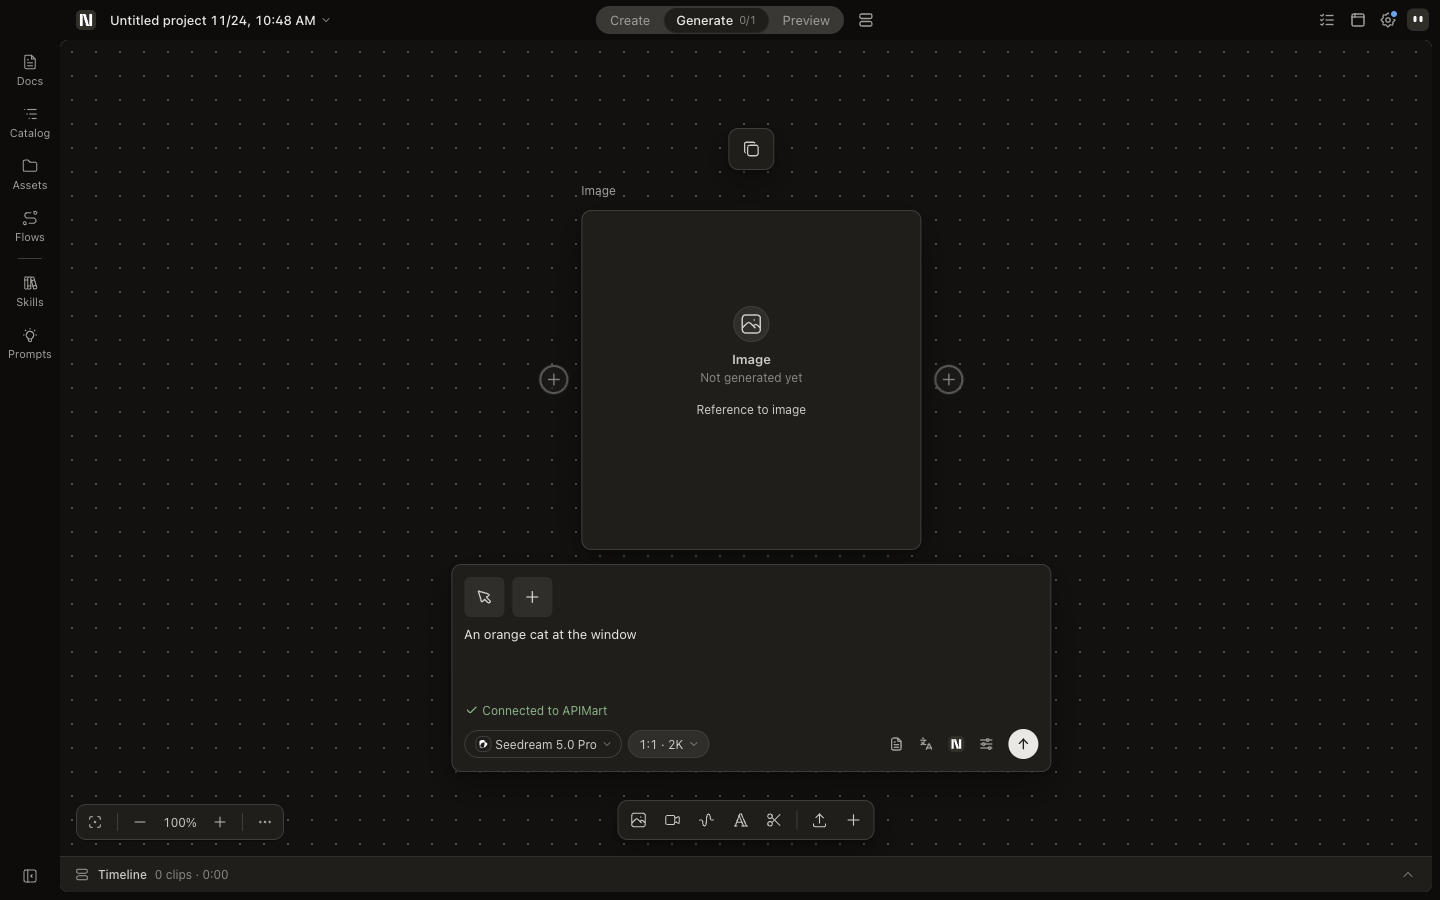 Untitled project 11/24, 10:48 AM
Create
Generate 0/1
Preview
Docs
Catalog
Assets
Flows
Skills
Prompts
Image
Image
Not generated yet
Reference to image
An orange cat at the window
Connected to APIMart
Seedream 5.0 Pro
1:1 · 2K
100%
Timeline 0 clips · 0:00